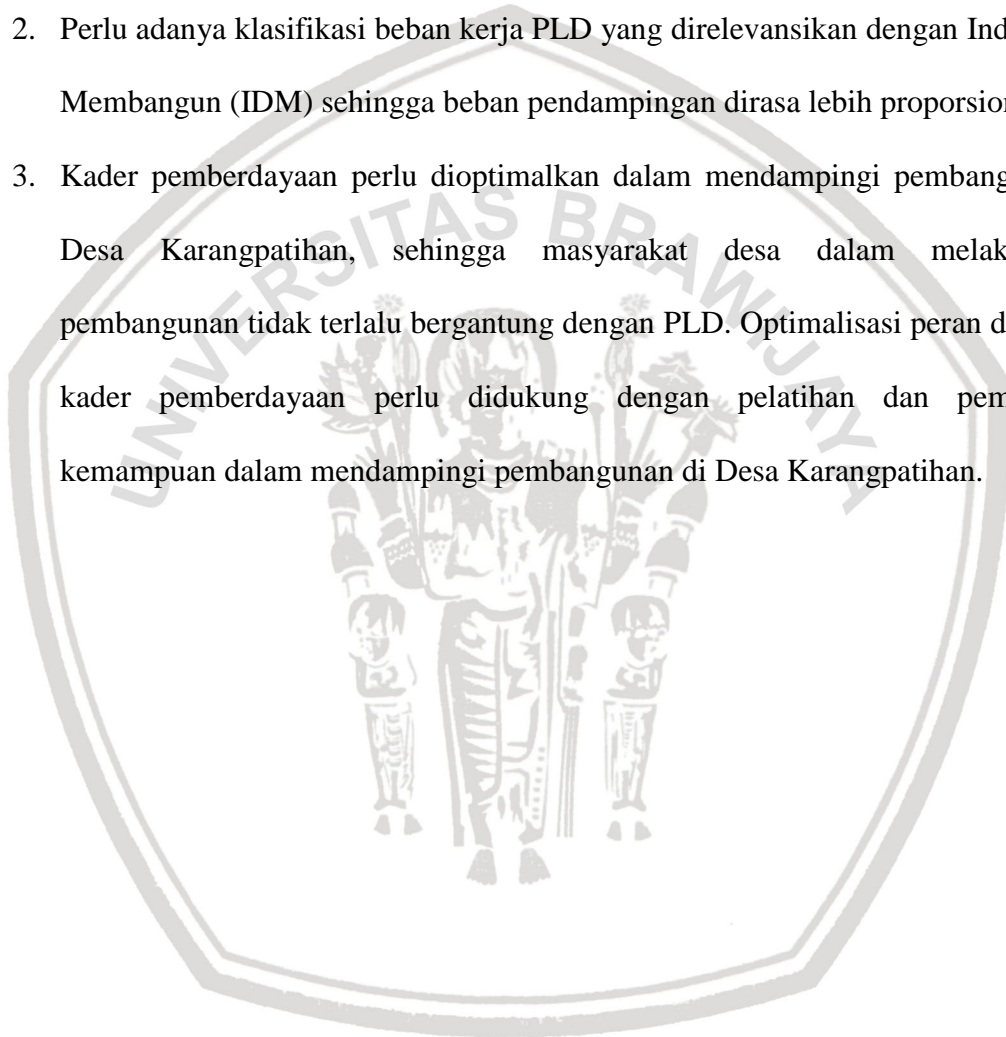 2. Perlu adanya klasifikasi beban kerja PLD yang direlevansikan dengan Ind
Membangun (IDM) sehingga beban pendampingan dirasa lebih proporsion
3. Kader pemberdayaan perlu dioptimalkan dalam mendampingi pembang
Desa Karangpatihan, sehingga masyarakat desa dalam melak
pembangunan tidak terlalu bergantung dengan PLD. Optimalisasi peran d
kader pemberdayaan perlu didukung dengan pelatihan dan pem
kemampuan dalam mendampingi pembangunan di Desa Karangpatihan.
UNIVERSITAS BRAWIJAYA